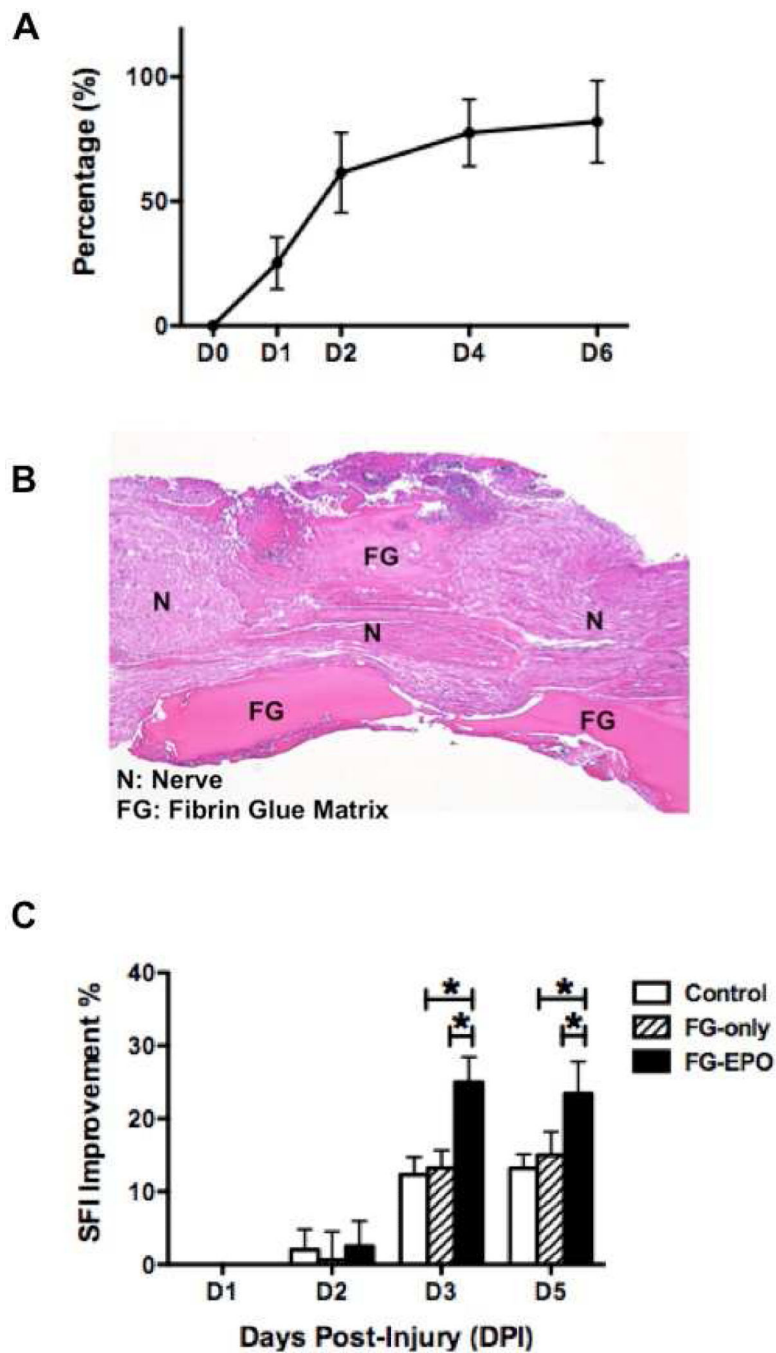 A
Percentage (%)
100
50
0
D0 D1 D2 D4 D6
B
FG
N
N
N
FG
FG
N: Nerve
FG: Fibrin Glue Matrix
C
SFI Improvement %
40
30
20
10
0
* *
* *
Control
FG-only
FG-EPO
D1 D2 D3 D5
Days Post-Injury (DPI)